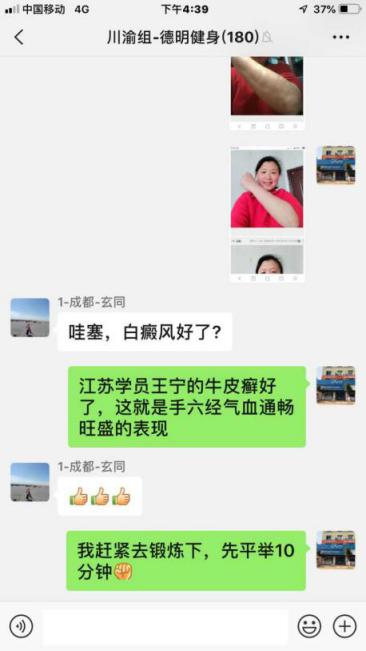 中国移动 4G
下午4:39
37%
川渝组-德明健身(180)
1-成都-玄同
哇塞，白癜风好了?
江苏学员王宁的牛皮癣好
了，这就是手六经气血通畅
旺盛的表现
1-成都-玄同
我赶紧去锻炼下，先平举10
分钟